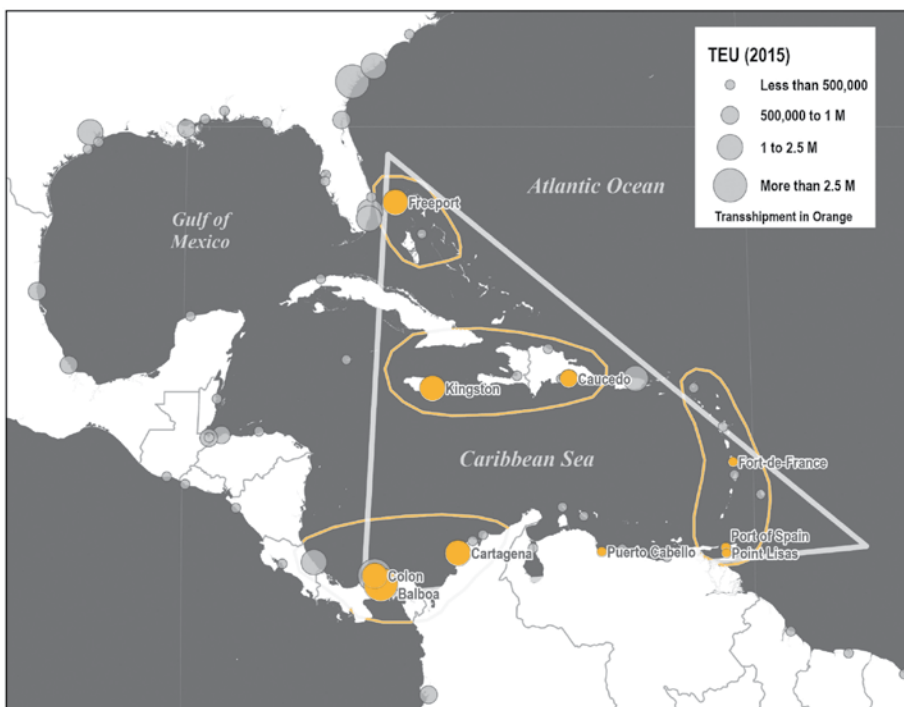 TEU (2015)
Less than 500,000
500,000 to 1 M
1 to 2.5 M
More than 2.5 M
Transshipment in Orange
Atlantic Ocean
Freeport
Gulf of
Mexico
Kingston
Caucedo
Caribbean Sea
Fort-de-France
Port of Spain
Point-Lisas
Puerto Cabello
Cartagena
Colon
Balboa